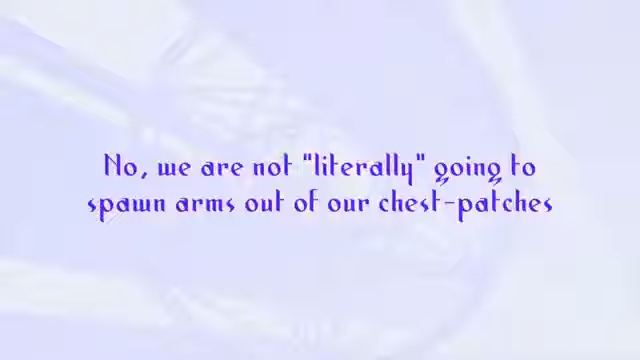 No, we are not "literally" going to
spawn arms out of our chest-patches